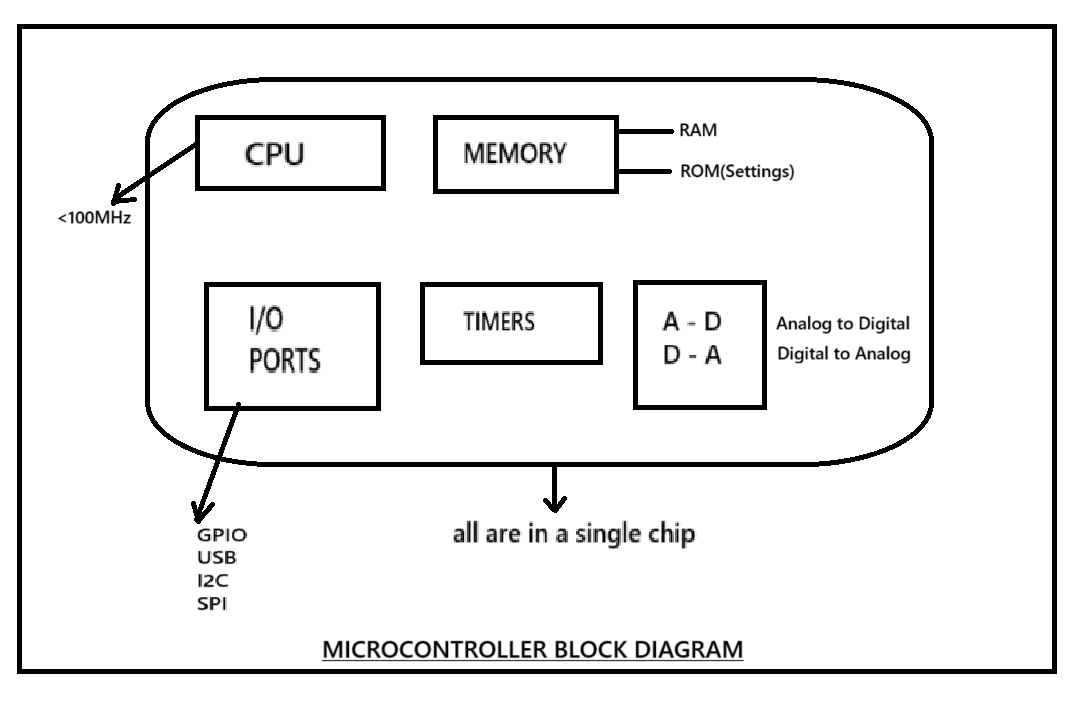 CPU
MEMORY
RAM
ROM(Settings)
<100MHz
I/O
PORTS
TIMERS
A - D
D - A
Analog to Digital
Digital to Analog
GPIO
USB
I2C
SPI
all are in a single chip
MICROCONTROLLER BLOCK DIAGRAM